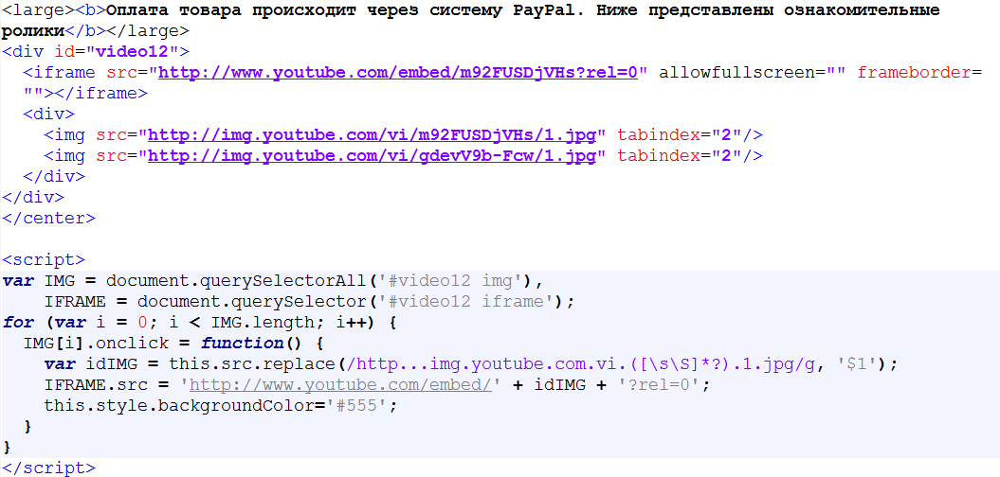 <large><b>Оплата товара происходит через систему PayPal. Ниже представлены ознакомительные
ролики</b></large>
<div id="video12">
  <iframe src="http://www.youtube.com/embed/m92FUSDjVHs?rel=0" allowfullscreen="" frameborder=
  ""></iframe>
  <div>
    <img src="http://img.youtube.com/vi/m92FUSDjVHs/1.jpg" tabindex="2"/>
    <img src="http://img.youtube.com/vi/gdevV9b-Fcw/1.jpg" tabindex="2"/>
  </div>
</div>
</center>

<script>
var IMG = document.querySelectorAll('#video12 img'),
    IFRAME = document.querySelector('#video12 iframe');
for (var i = 0; i < IMG.length; i++) {
  IMG[i].onclick = function() {
    var idIMG = this.src.replace(/http...img.youtube.com.vi.([\s\S]*?).1.jpg/g, '$1');
    IFRAME.src = 'http://www.youtube.com/embed/' + idIMG + '?rel=0';
    this.style.backgroundColor='#555';
  }
}
</script>